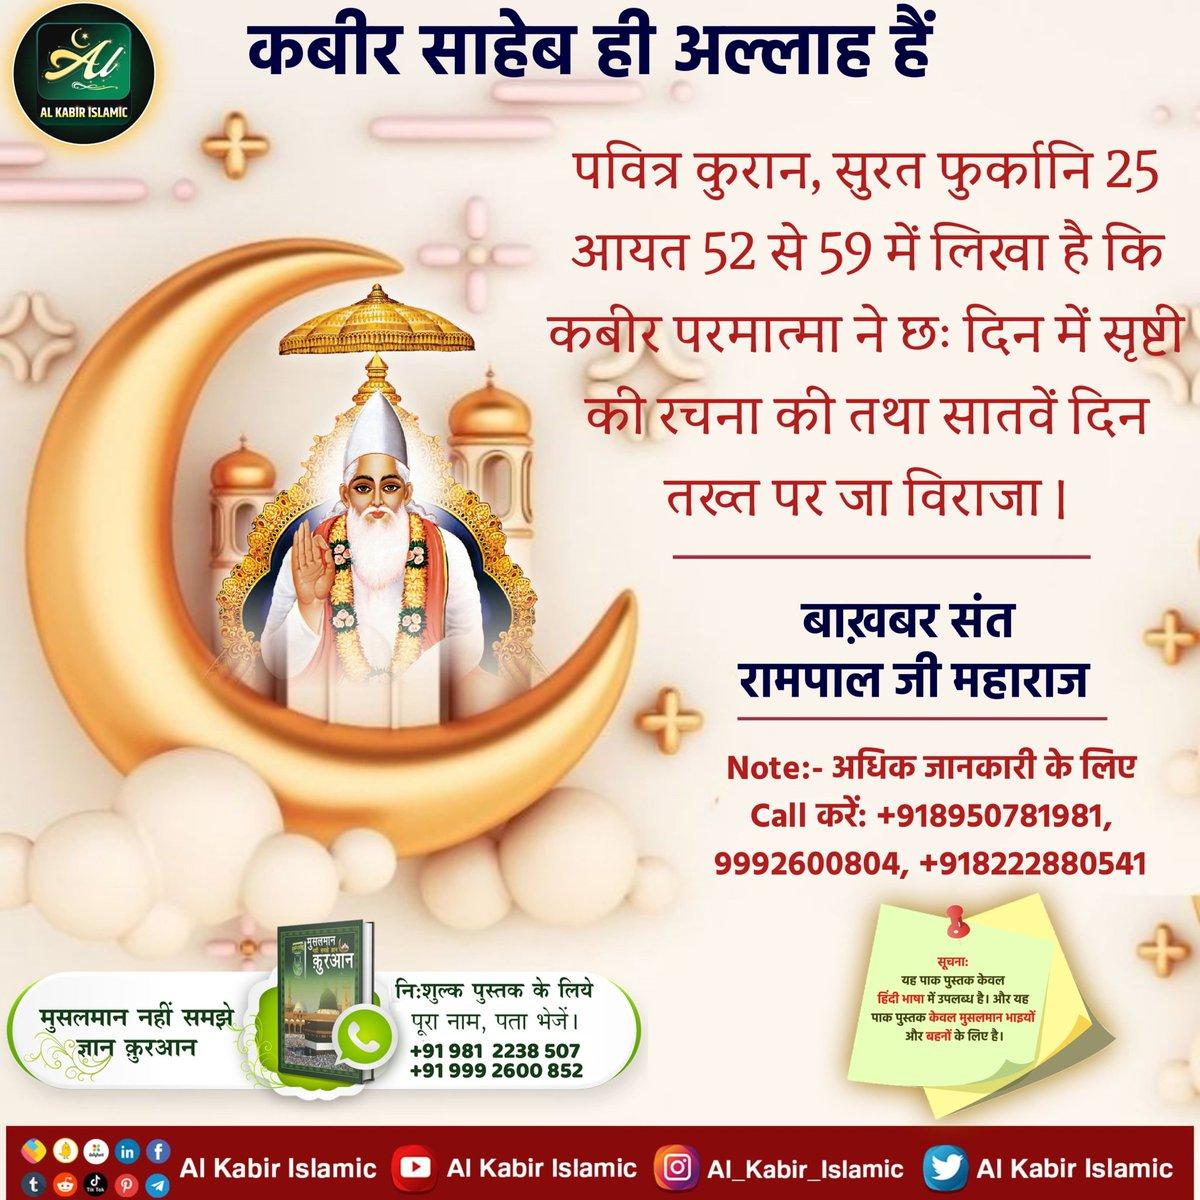 कबीर साहेब ही अल्लाह हैं
Al
AL KABIR ISLAMIC
पवित्र कुरान, सुरत फुर्कानि 25
आयत 52 से 59 में लिखा है कि
कबीर परमात्मा ने छः दिन में सृष्टी
की रचना की तथा सातवें दिन
तख्त पर जा विराजा |
बाख़बर संत
रामपाल जी महाराज
Note:- अधिक जानकारी के लिए
Call करें: +918950781981,
9992600804, +918222880541
सूचना:
यह पाक पुस्तक केवल
हिंदी भाषा में उपलब्ध है। और यह
पाक पुस्तक केवल मुसलमान भाइयों
और बहनों के लिए है।
मुसलमान नहीं समझे
ज्ञान क़ुरआन
मुसलमान
क़ुरआन
निःशुल्क पुस्तक के लिये
पूरा नाम, पता भेजें।
+91 981 2238 507
+91 999 2600 852
Al Kabir Islamic
Al Kabir Islamic
Al_Kabir_Islamic
Al Kabir Islamic